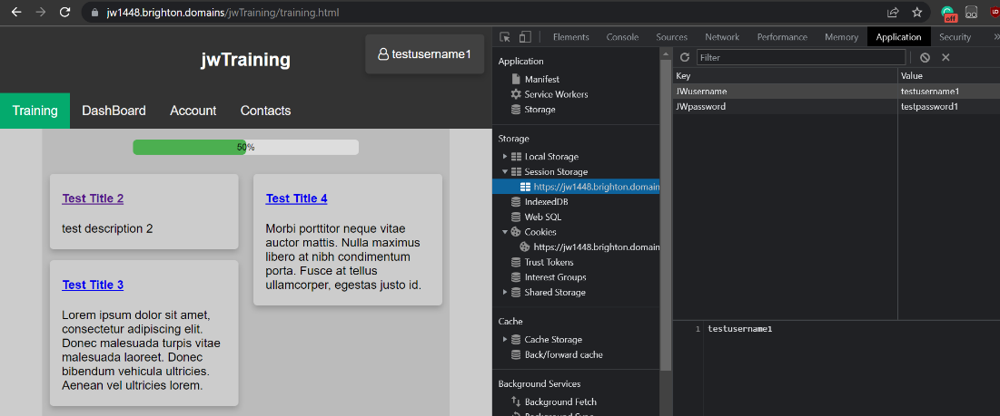 jw1448.brighton.domains/jwTraining/training.html
off
jwTraining
testusername1
Training DashBoard Account Contacts
50%
Test Title 2
test description 2
Test Title 3
Lorem ipsum dolor sit amet,
consectetur adipiscing elit.
Donec malesuada turpis vitae
malesuada laoreet. Donec
bibendum vehicula ultricies.
Aenean vel ultricies lorem.
Test Title 4
Morbi porttitor neque vitae
auctor mattis. Nulla maximus
libero at nibh condimentum
porta. Fusce at tellus
ullamcorper, egestas justo id.
Elements Console Sources Network Performance Memory Application Security
Application
Manifest
Service Workers
Storage
Storage
Local Storage
Session Storage
https://jw1448.brighton.domain
IndexedDB
Web SQL
Cookies
https://jw1448.brighton.domain
Trust Tokens
Interest Groups
Shared Storage
Cache
Cache Storage
Back/forward cache
Background Services
Background Fetch
Filter
Key Value
JWusername testusername1
JWpassword testpassword1
1 testusername1